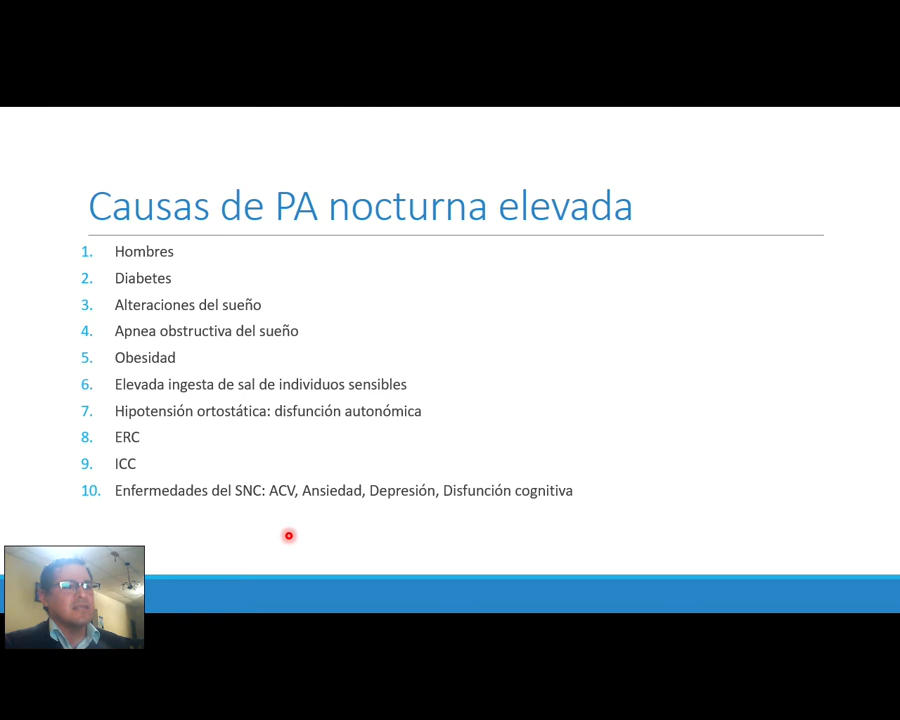 Causas de PA nocturna elevada
1. Hombres
2. Diabetes
3. Alteraciones del sueño
4. Apnea obstructiva del sueño
5. Obesidad
6. Elevada ingesta de sal de individuos sensibles
7. Hipotensión ortostática: disfunción autonómica
8. ERC
9. ICC
10. Enfermedades del SNC: ACV, Ansiedad, Depresión, Disfunción cognitiva